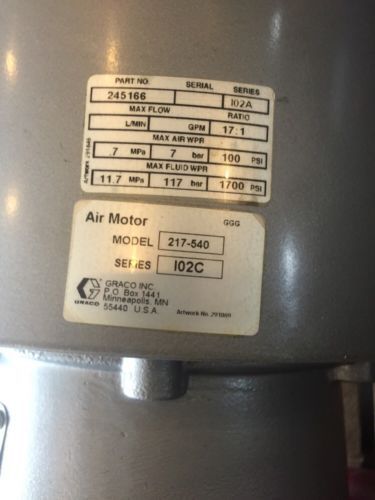 PART NO. SERIAL SERIES
245166 I02A
MAX FLOW RATIO
L/MIN GPM 17:1
MAX AIR WPR
7 MPa 7 bar 100 PSI
MAX FLUID WPR
11.7 MPa 117 bar 1700 PSI
Air Motor GGG
MODEL 217-540
SERIES I02C
GRACO INC.
P.O. Box 1441
Minneapolis, MN
55440 U.S.A.
GRACO
Artwork No.